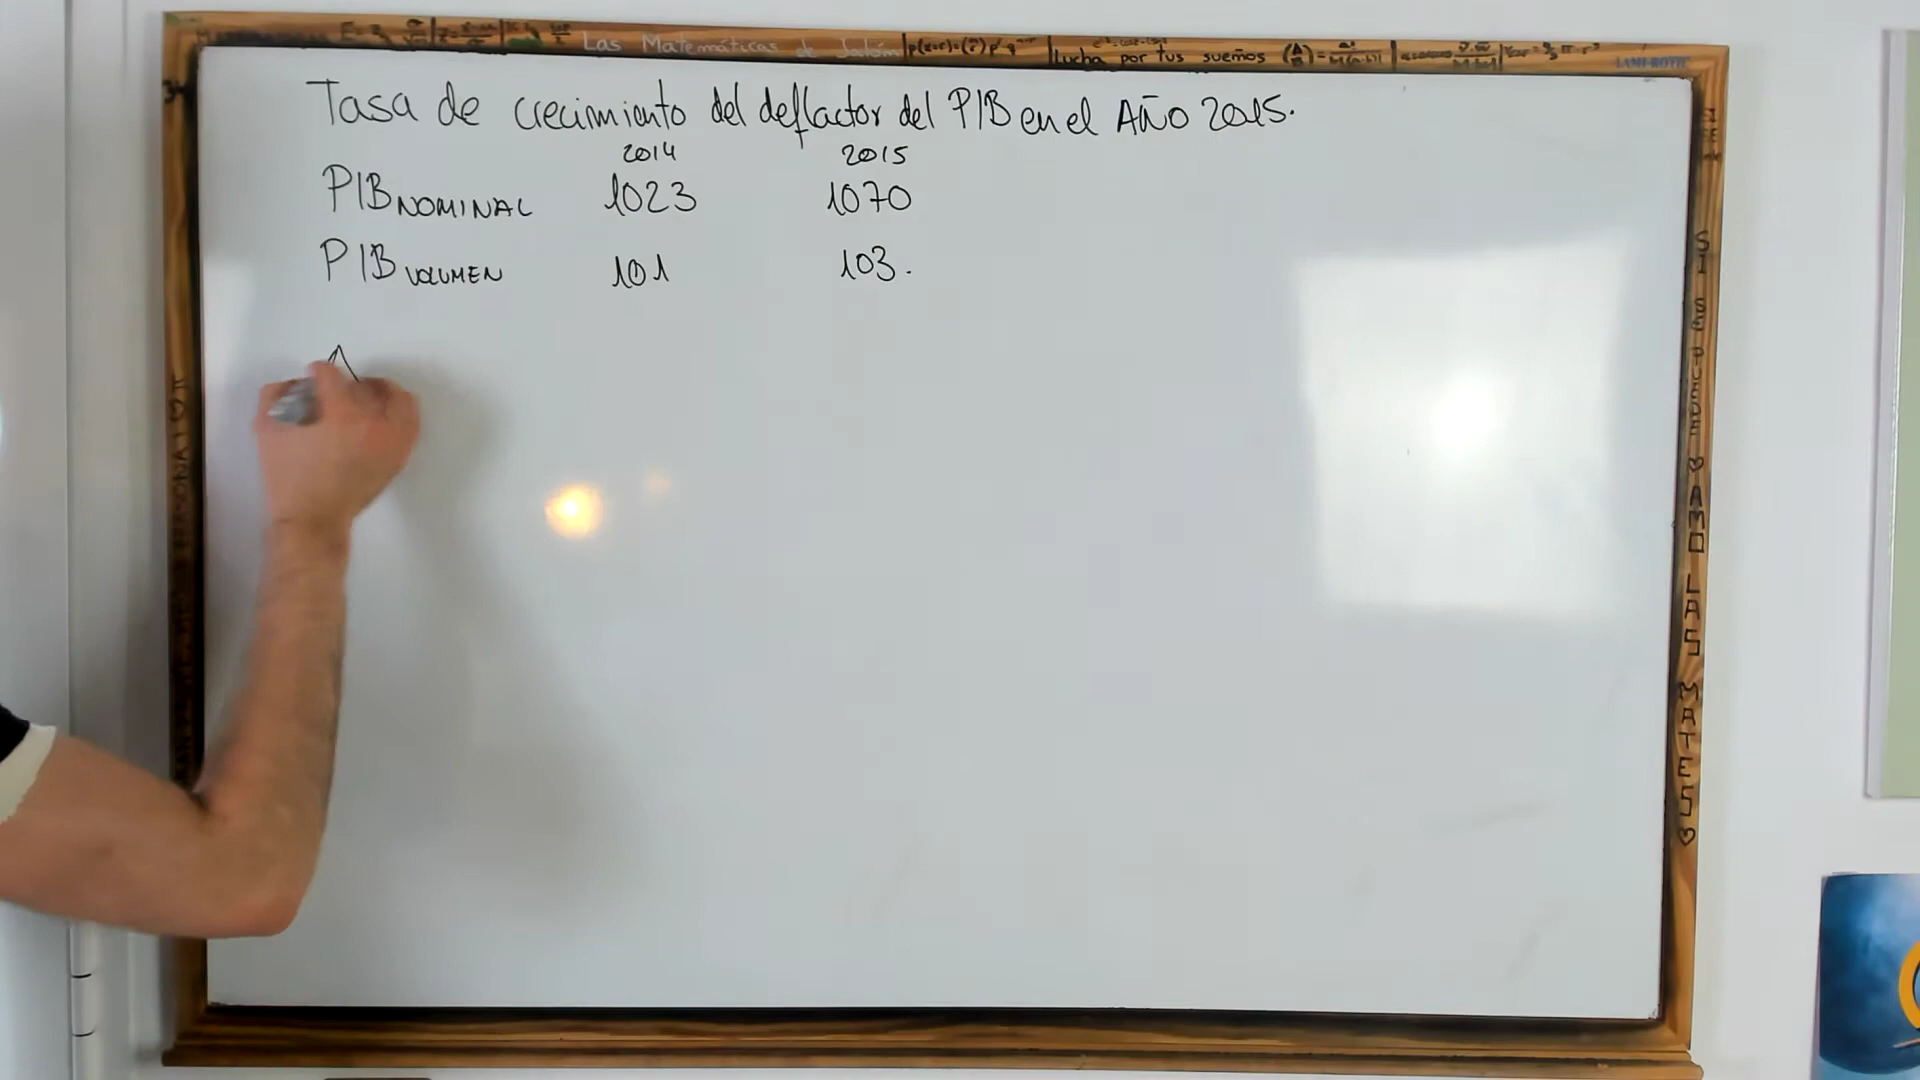 Las Matemáticas de Salón
Lucha por tus sueños
Tasa de crecimiento del deflactor del PIB en el AÑO 2015.
2014 2015
PIB NOMINAL 1023 1070
PIB VOLUMEN 101 103.
SI SE PUEDE ♡ AMO LAS MATES ♡